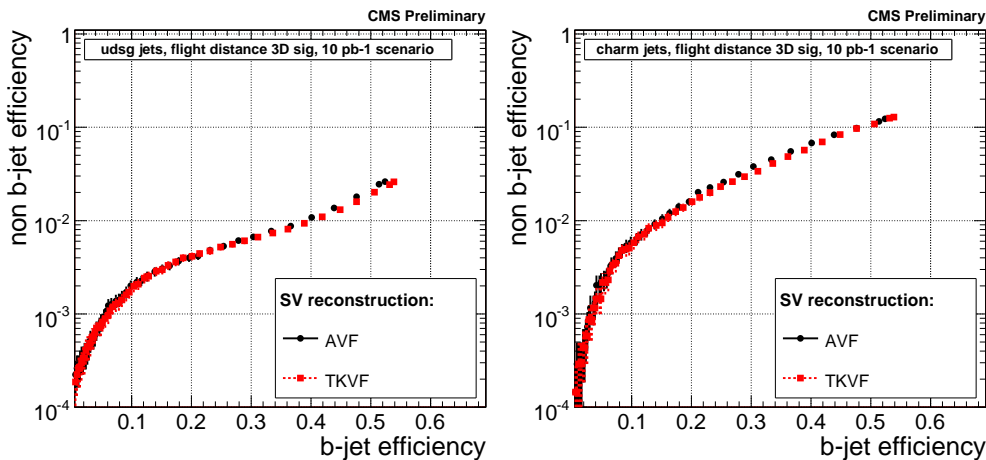 CMS Preliminary
udsg jets, flight distance 3D sig, 10 pb-1 scenario
non b-jet efficiency
1
10-1
10-2
10-3
10-4
SV reconstruction:
AVF
TKVF
0.1 0.2 0.3 0.4 0.5 0.6
b-jet efficiency
CMS Preliminary
charm jets, flight distance 3D sig, 10 pb-1 scenario
non b-jet efficiency
1
10-1
10-2
10-3
10-4
SV reconstruction:
AVF
TKVF
0.1 0.2 0.3 0.4 0.5 0.6
b-jet efficiency